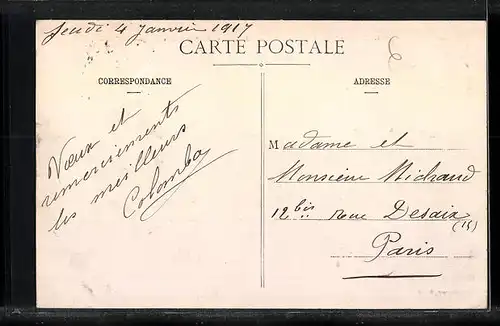 Jeudi 4 Janvier 1917
CARTE POSTALE
6
CORRESPONDANCE
ADRESSE
Vœux et
remerciements
les meilleurs
Colomba
Madame et
Monsieur Michaud
12 bis rue Desaix
(15)
Paris